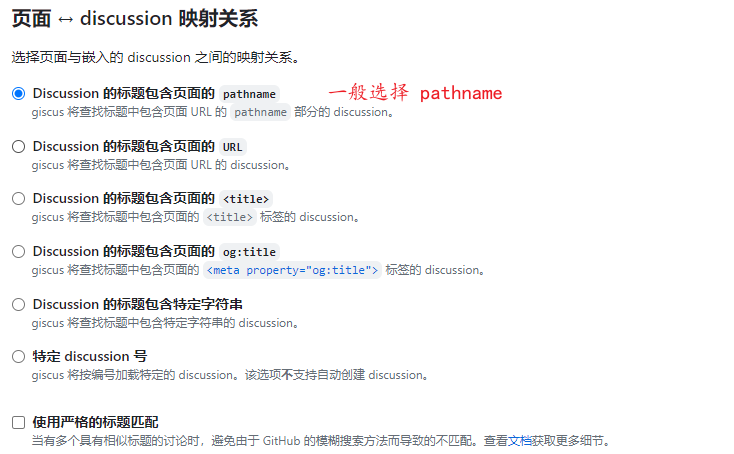 页面 ↔ discussion 映射关系
选择页面与嵌入的 discussion 之间的映射关系。
Discussion 的标题包含页面的 pathname 一般选择 pathname
giscus 将查找标题中包含页面 URL 的 pathname 部分的 discussion。
Discussion 的标题包含页面的 URL
giscus 将查找标题中包含页面 URL 的 discussion。
Discussion 的标题包含页面的 <title>
giscus 将查找标题中包含页面的 <title> 标签的 discussion。
Discussion 的标题包含页面的 og:title
giscus 将查找标题中包含页面的 <meta property="og:title"> 标签的 discussion。
Discussion 的标题包含特定字符串
giscus 将查找标题中包含特定字符串的 discussion。
特定 discussion 号
giscus 将按编号加载特定的 discussion。该选项不支持自动创建 discussion。
使用严格的标题匹配
当有多个具有相似标题的讨论时，避免由于 GitHub 的模糊搜索方法而导致的不匹配。查看文档获取更多细节。